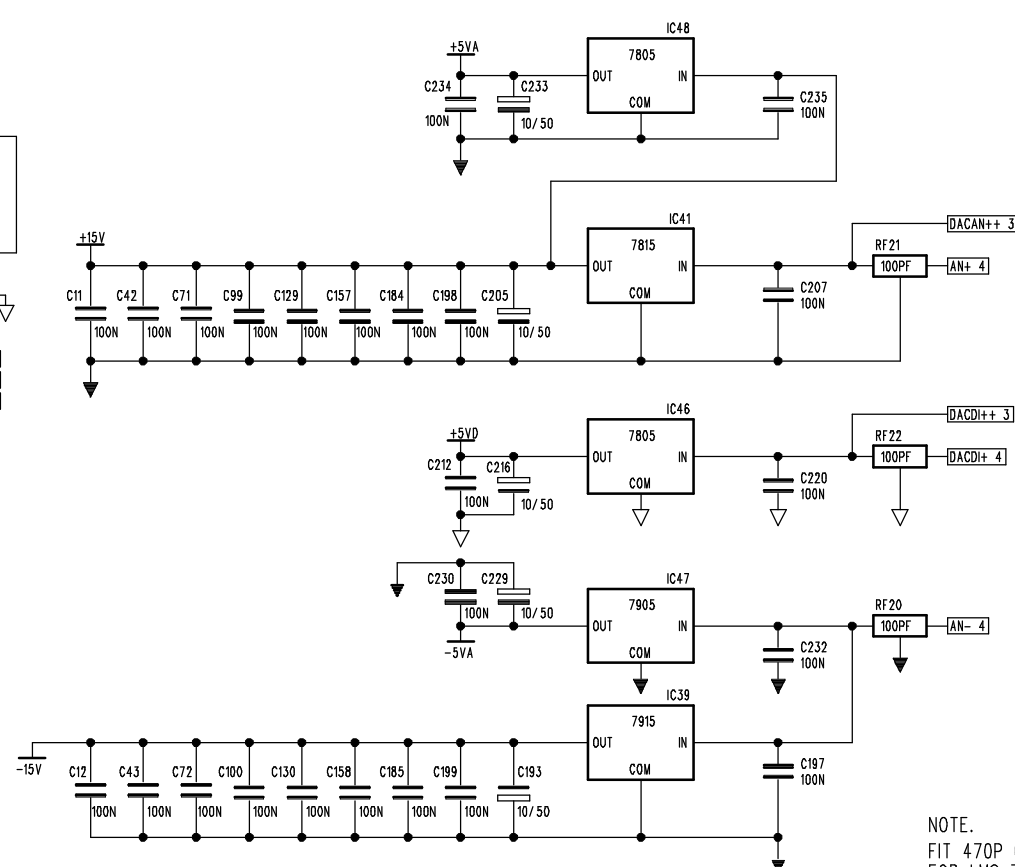 IC48
+5VA
7805
C234
C233
OUT
IN
C235
100N
COM
100N
10/50
IC41
+15V
7815
DACAN++ 3
RF21
OUT
IN
100PF
AN+ 4
C11
C42
C71
C99
C129
C157
C184
C198
C205
COM
C207
100N
100N
100N
100N
100N
100N
100N
100N
100N
10/50
IC46
DACDI++ 3
+5VD
7805
RF22
C212
C216
OUT
IN
100PF
DACDI+ 4
COM
C220
100N
100N
10/50
C230
C229
IC47
7905
RF20
100N
10/50
OUT
IN
100PF
AN- 4
-5VA
COM
C232
100N
IC39
7915
OUT
IN
-15V
C12
C43
C72
C100
C130
C158
C185
C199
C193
COM
C197
100N
100N
100N
100N
100N
100N
100N
100N
100N
10/50
NOTE.
FIT 470P